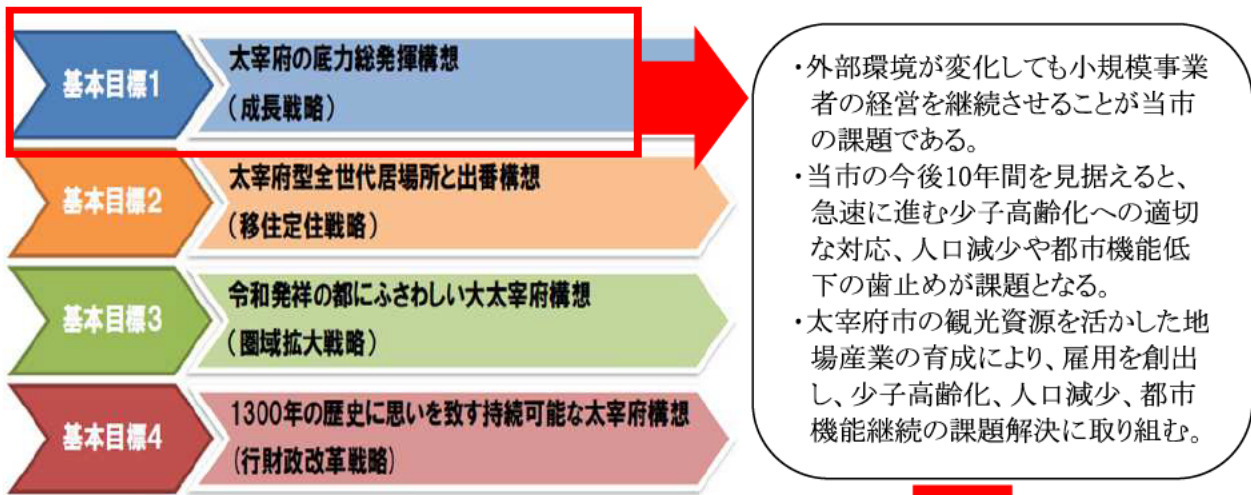 基本目標1
太宰府の底力総発揮構想
(成長戦略)
基本目標2
太宰府型全世代居場所と出番構想
(移住定住戦略)
基本目標3
令和発祥の都にふさわしい大太宰府構想
(圏域拡大戦略)
基本目標4
1300年の歴史に思いを致す持続可能な太宰府構想
(行財政改革戦略)
・外部環境が変化しても小規模事業
者の経営を継続させることが当市
の課題である。
・当市の今後10年間を見据えると、
急速に進む少子高齢化への適切
な対応、人口減少や都市機能低
下の歯止めが課題となる。
・太宰府市の観光資源を活かした地
場産業の育成により、雇用を創出
し、少子高齢化、人口減少、都市
機能継続の課題解決に取り組む。